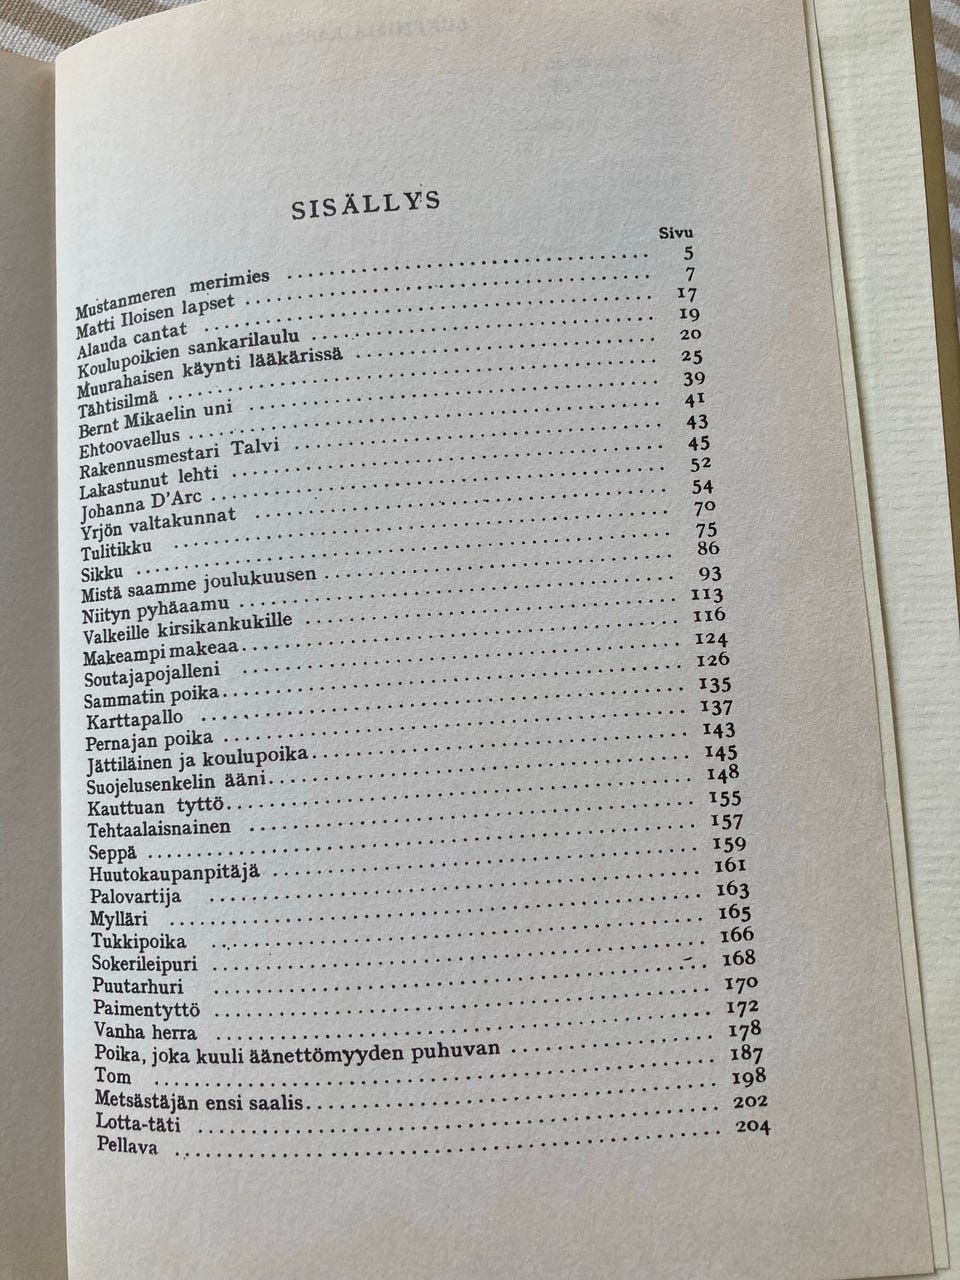 SISÄLLYS
Sivu
Mustanmeren merimies ..... 5
Matti Iloisen lapset ..... 7
Alauda cantat ..... 17
Koulupoikien sankarilaulu ..... 19
Muurahaisen käynti lääkärissä ..... 20
Tähtisilmä ..... 25
Bernt Mikaelin uni ..... 39
Ehtoovaellus ..... 41
Rakennusmestari Talvi ..... 43
Lakastunut lehti ..... 45
Johanna D'Arc ..... 52
Yrjön valtakunnat ..... 54
Tulitikku ..... 70
Sikku ..... 75
Mistä saamme joulukuusen ..... 86
Niityn pyhäaamu ..... 93
Valkeille kirsikankukille ..... 113
Makeampi makeaa ..... 116
Soutajapojalleni ..... 124
Sammatin poika ..... 126
Karttapallo ..... 135
Pernajan poika ..... 137
Jättiläinen ja koulupoika ..... 143
Suojelusenkelin ääni ..... 145
Kauttuan tyttö ..... 148
Tehtaalaisnainen ..... 155
Seppä ..... 157
Huutokaupanpitäjä ..... 159
Palovartija ..... 161
Mylläri ..... 163
Tukkipoika ..... 165
Sokerileipuri ..... 166
Puutarhuri ..... 168
Paimentyttö ..... 170
Vanha herra ..... 172
Poika, joka kuuli äänettömyyden puhuvan ..... 178
Tom ..... 187
Metsästäjän ensi saalis ..... 198
Lotta-täti ..... 202
Pellava ..... 204